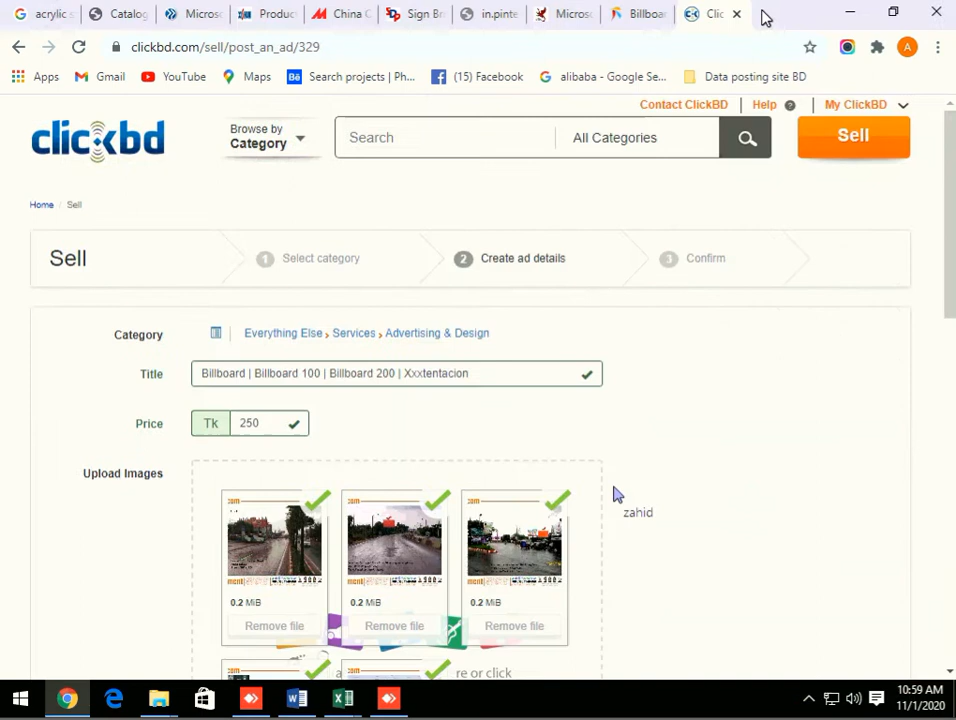 acrylic s
Catalog
Microso
Produc
China C
Sign Br
in.pinte
Microso
Billboa
Clic
clickbd.com/sell/post_an_ad/329
Apps
Gmail
YouTube
Maps
Search projects | Ph...
(15) Facebook
alibaba - Google Se...
Data posting site BD
Contact ClickBD
Help
My ClickBD
clickbd
Browse by
Category
Search
All Categories
Sell
Home / Sell
Sell
1 Select category
2 Create ad details
3 Confirm
Category
Everything Else › Services › Advertising & Design
Title
Billboard | Billboard 100 | Billboard 200 | Xxxtentacion
Price
Tk 250
Upload Images
zahid
0.2 MiB
0.2 MiB
0.2 MiB
Remove file
Remove file
Remove file
re or click
10:59 AM
11/1/2020